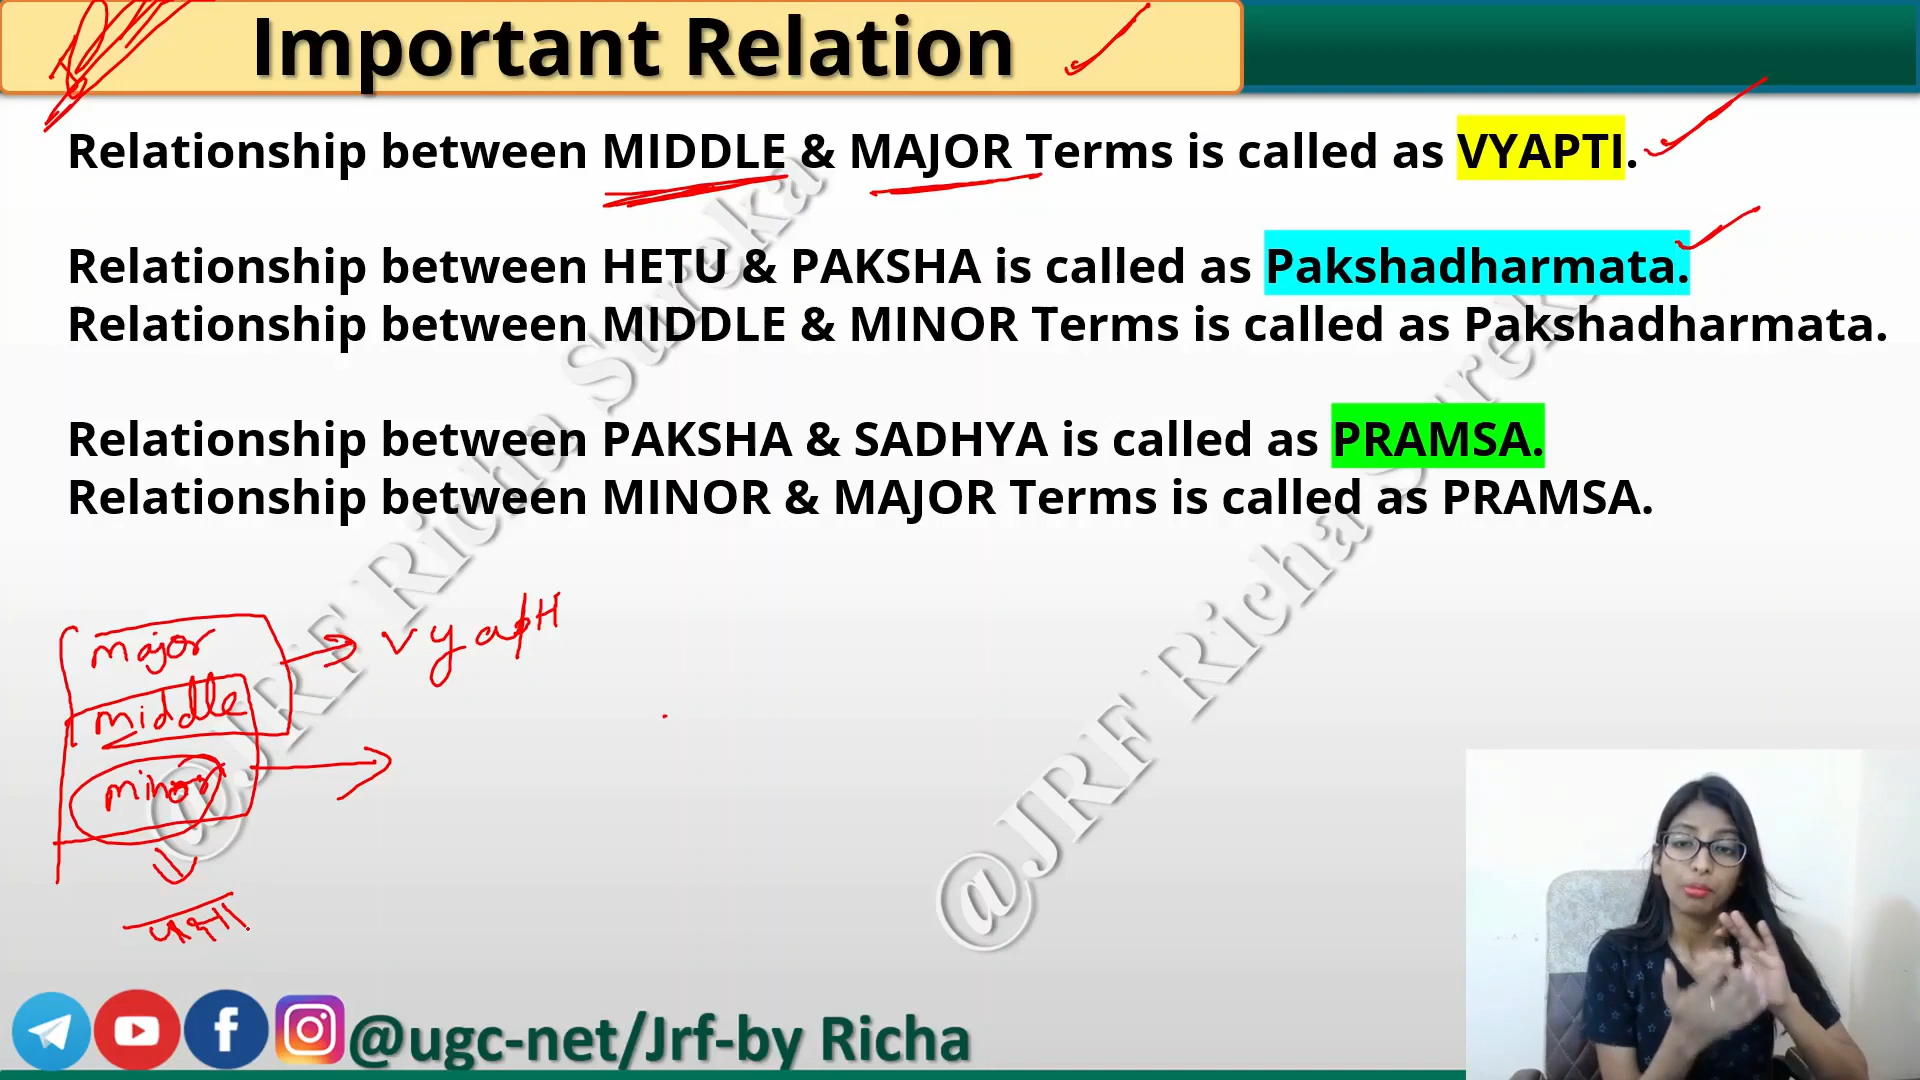 Important Relation
Relationship between MIDDLE & MAJOR Terms is called as VYAPTI.
Relationship between HETU & PAKSHA is called as Pakshadharmata.
Relationship between MIDDLE & MINOR Terms is called as Pakshadharmata.
Relationship between PAKSHA & SADHYA is called as PRAMSA.
Relationship between MINOR & MAJOR Terms is called as PRAMSA.
major
vyapti
middle
minor
@JRF Richa Sureka
@JRF Richa Sureka
@ugc-net/Jrf-by Richa